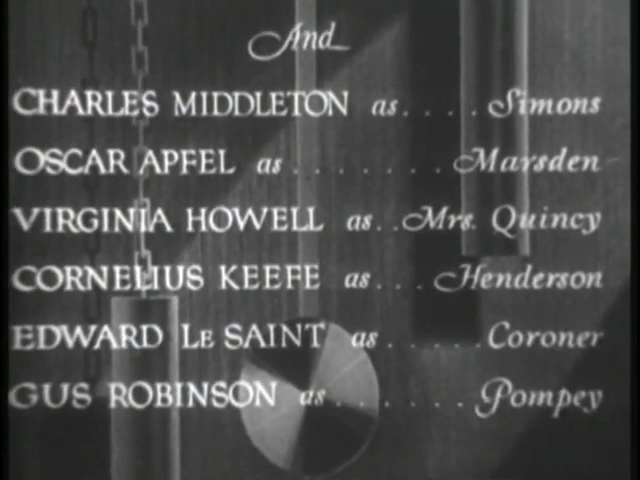 And
CHARLES MIDDLETON as. . . . Simons
OSCAR APFEL as . . . . . . . Marsden
VIRGINIA HOWELL as. . Mrs. Quincy
CORNELIUS KEEFE as. . . Henderson
EDWARD LE SAINT as . . . . . Coroner
GUS ROBINSON as . . . . . . . Pompey